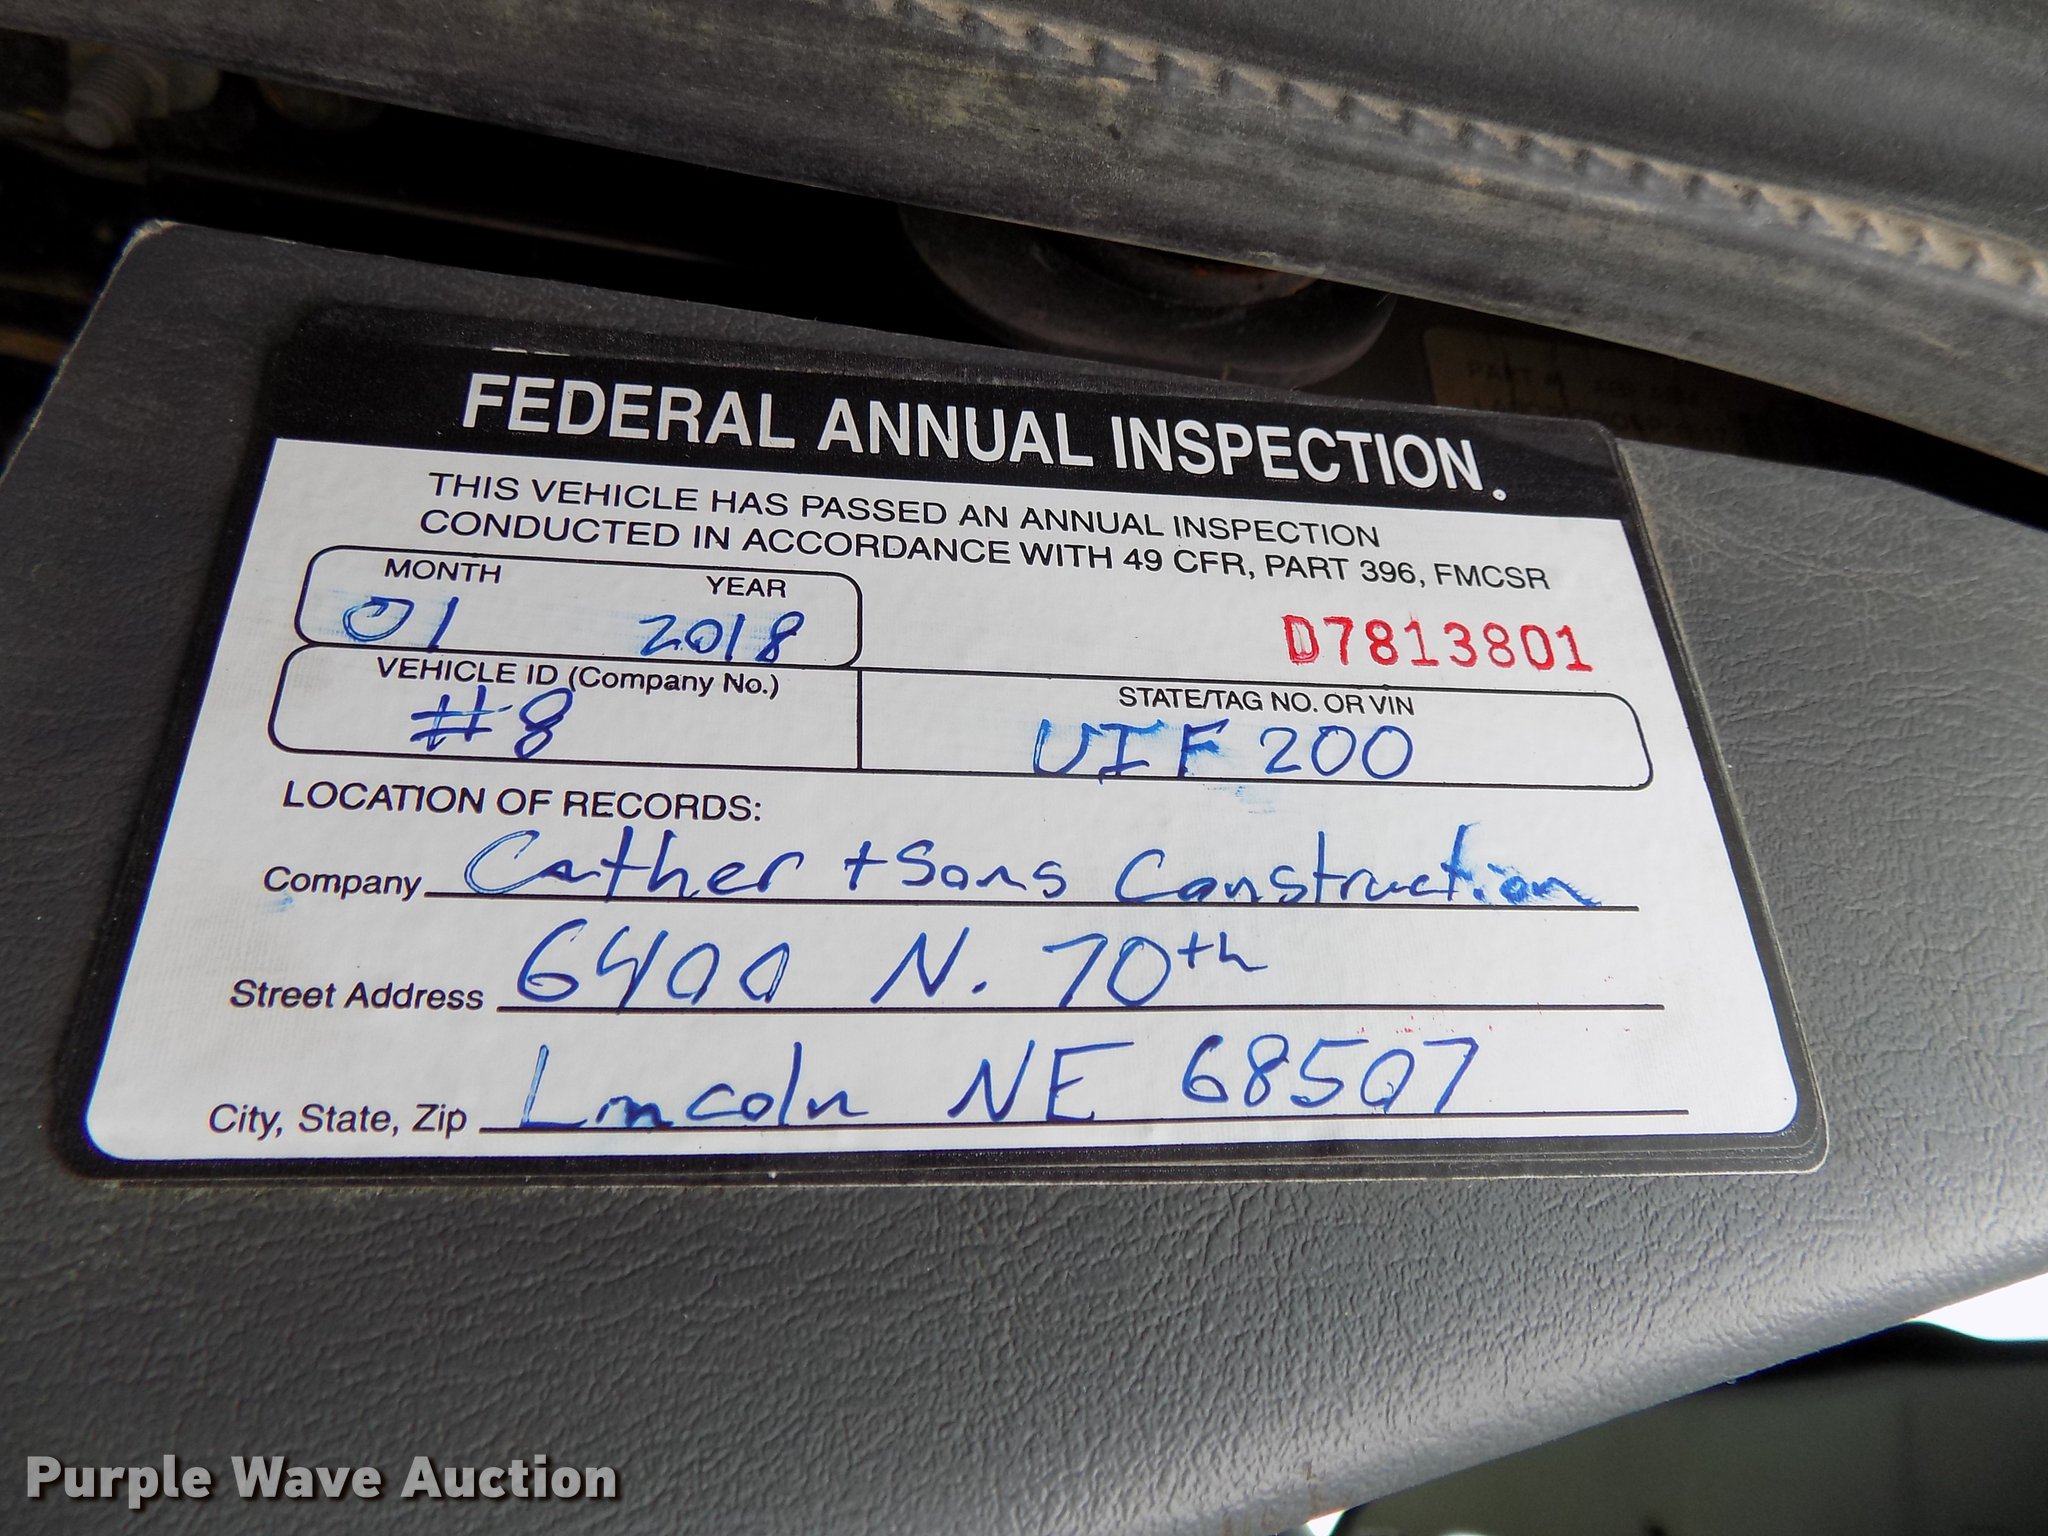 FEDERAL ANNUAL INSPECTION.
THIS VEHICLE HAS PASSED AN ANNUAL INSPECTION
CONDUCTED IN ACCORDANCE WITH 49 CFR, PART 396, FMCSR
MONTH YEAR
01 2018
D7813801
VEHICLE ID (Company No.)
#8
STATE/TAG NO. OR VIN
UIF 200
LOCATION OF RECORDS:
Company Cather + Sons Construction
Street Address 6400 N. 70th
City, State, Zip Lincoln NE 68507
PART
Purple Wave Auction